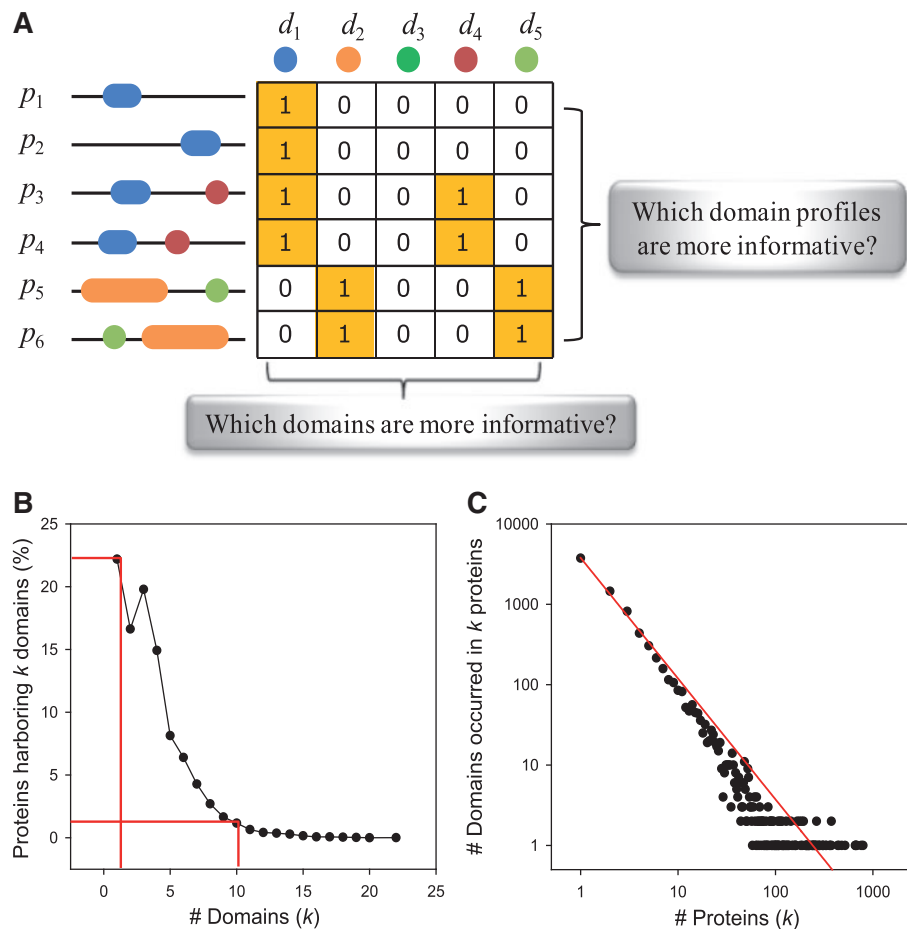 A
d1 d2 d3 d4 d5
p1 1 0 0 0 0
p2 1 0 0 0 0
p3 1 0 0 1 0
p4 1 0 0 1 0
p5 0 1 0 0 1
p6 0 1 0 0 1
Which domain profiles
are more informative?
Which domains are more informative?
B
Proteins harboring k domains (%)
25
20
15
10
5
0
0 5 10 15 20 25
# Domains (k)
C
# Domains occurred in k proteins
10000
1000
100
10
1
1 10 100 1000
# Proteins (k)